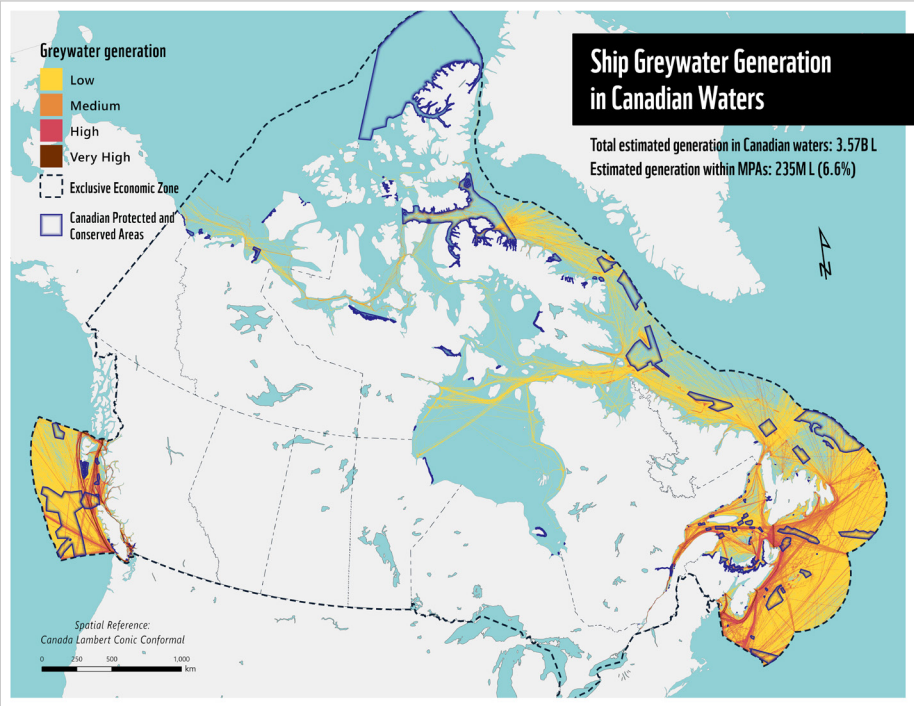 Greywater generation
Low
Medium
High
Very High
Exclusive Economic Zone
Canadian Protected and
Conserved Areas
Ship Greywater Generation
in Canadian Waters
Total estimated generation in Canadian waters: 3.57B L
Estimated generation within MPAs: 235M L (6.6%)
N
Spatial Reference:
Canada Lambert Conic Conformal
0 250 500 1,000
km